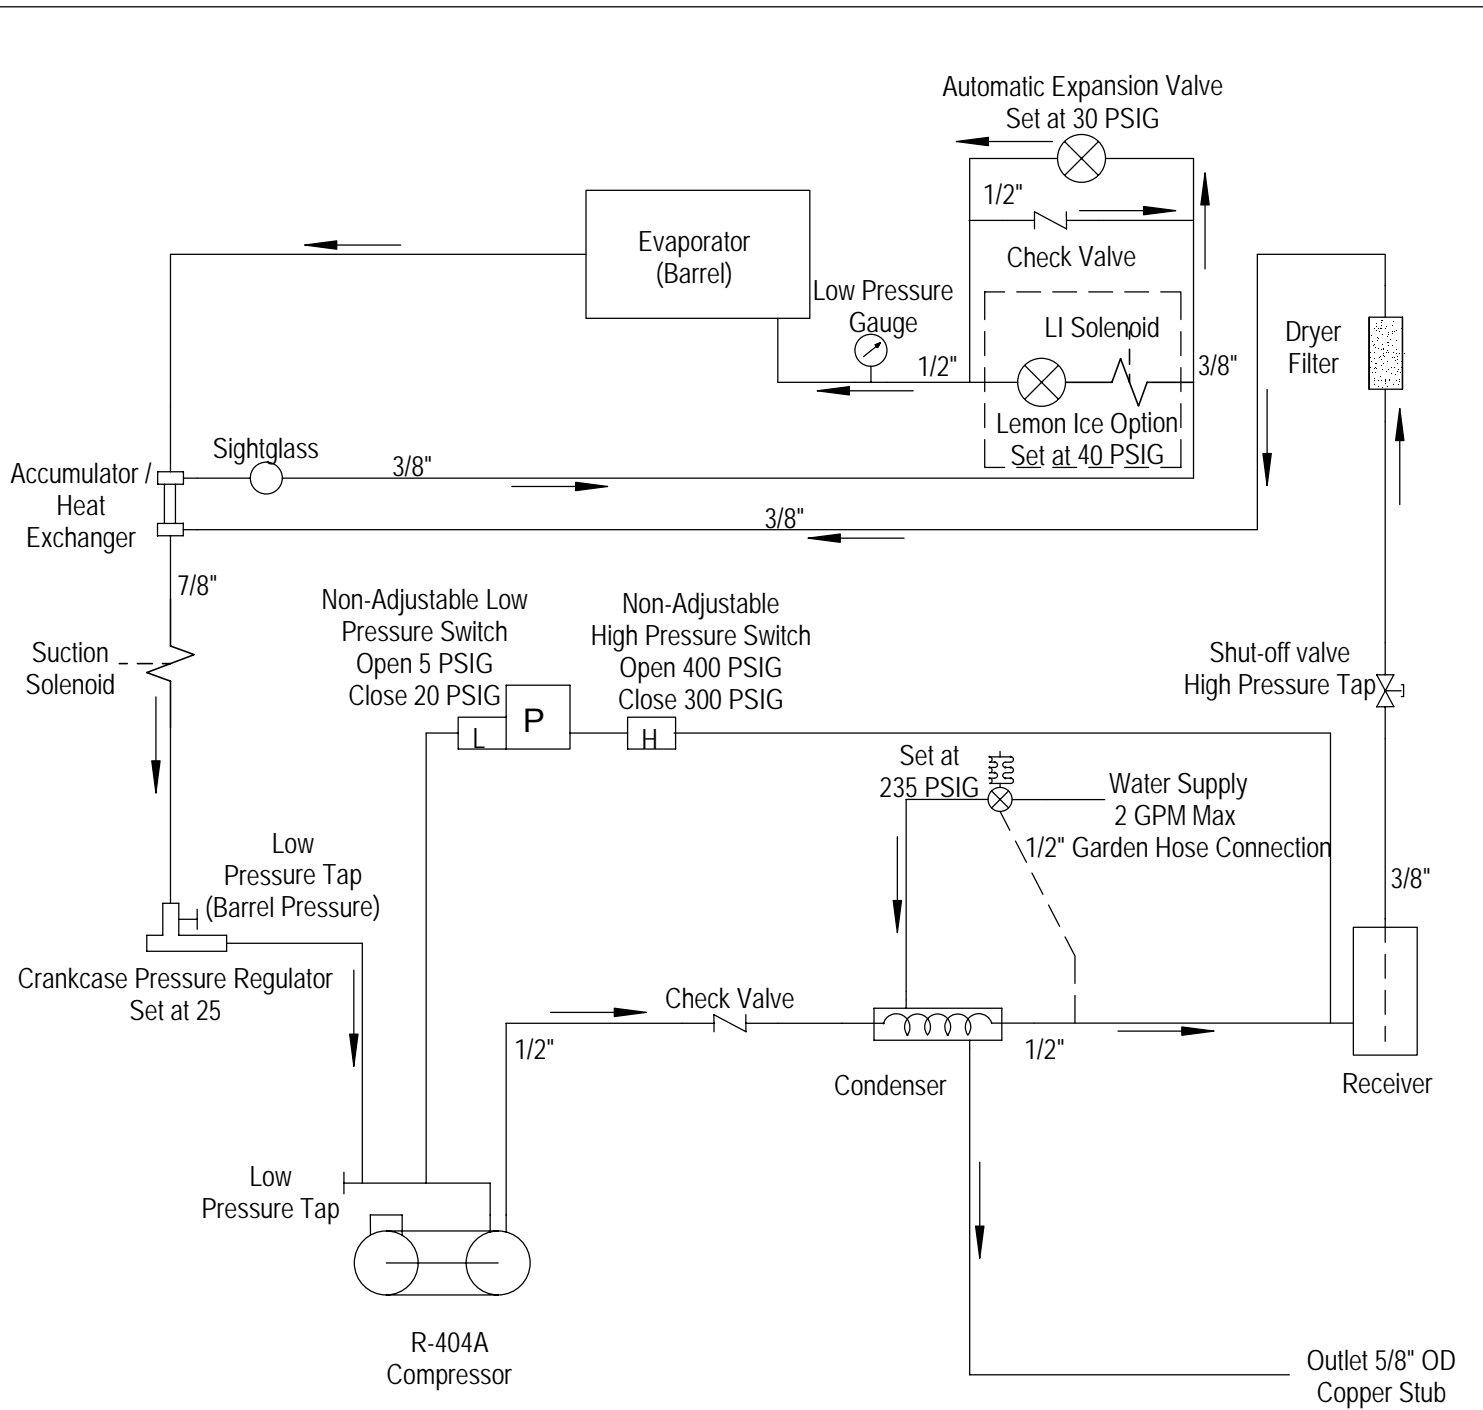 Automatic Expansion Valve
Set at 30 PSIG
1/2"
Check Valve
Evaporator
(Barrel)
Low Pressure
Gauge
1/2"
LI Solenoid
3/8"
Lemon Ice Option
Set at 40 PSIG
Dryer
Filter
Sightglass
3/8"
Accumulator /
Heat
Exchanger
3/8"
7/8"
Suction
Solenoid
Non-Adjustable Low
Pressure Switch
Open 5 PSIG
Close 20 PSIG
Non-Adjustable
High Pressure Switch
Open 400 PSIG
Close 300 PSIG
L
P
H
Shut-off valve
High Pressure Tap
Set at
235 PSIG
Water Supply
2 GPM Max
1/2" Garden Hose Connection
3/8"
Low
Pressure Tap
(Barrel Pressure)
Crankcase Pressure Regulator
Set at 25
Check Valve
1/2"
1/2"
Condenser
Receiver
Low
Pressure Tap
R-404A
Compressor
Outlet 5/8" OD
Copper Stub